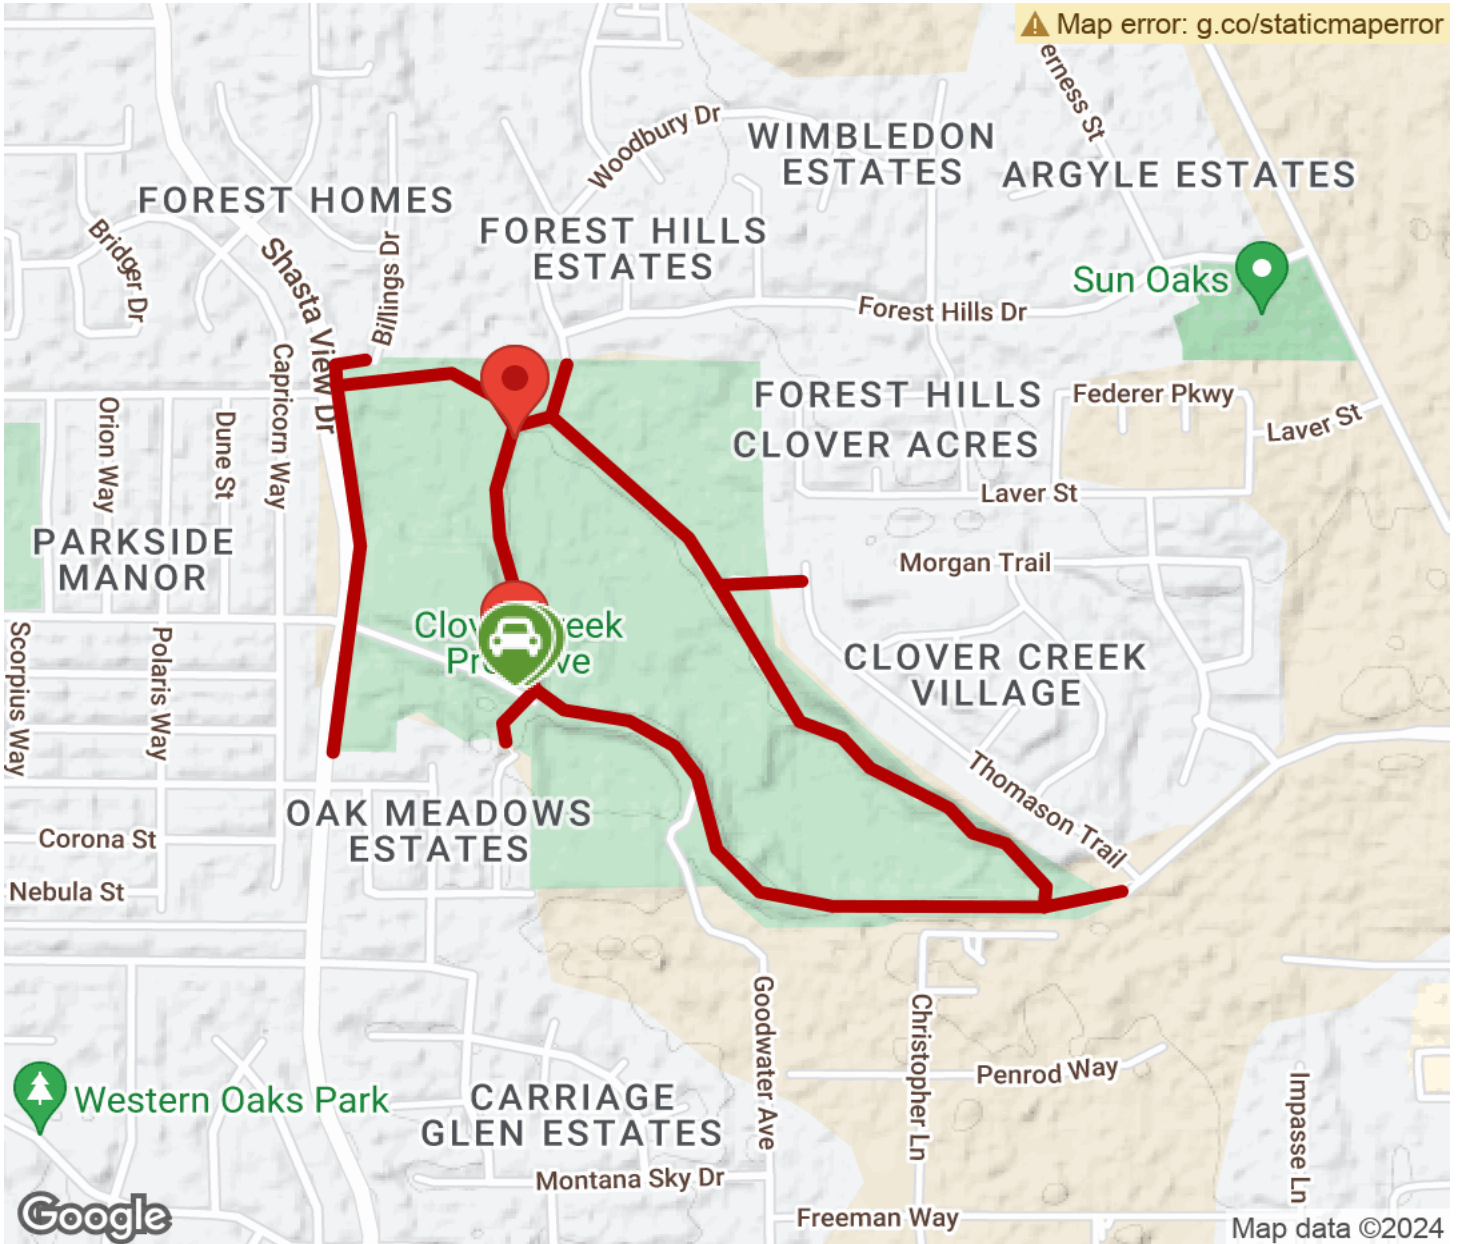 Map error: g.co/staticmaperror
erness St
Woodbury Dr
WIMBLEDON
ESTATES
ARGYLE ESTATES
FOREST HOMES
Bridger Dr
Shasta View Dr
Billings Dr
FOREST HILLS
ESTATES
Sun Oaks
Forest Hills Dr
Capricorn Way
Orion Way
Dune St
FOREST HILLS
CLOVER ACRES
Federer Pkwy
Laver St
Laver St
PARKSIDE
MANOR
Morgan Trail
Scorpius Way
Polaris Way
Clov reek
Pr ve
CLOVER CREEK
VILLAGE
Thomason Trail
OAK MEADOWS
ESTATES
Corona St
Nebula St
Goodwater Ave
Christopher Ln
Penrod Way
Impasse Ln
Western Oaks Park
CARRIAGE
GLEN ESTATES
Montana Sky Dr
Freeman Way
Google
Map data ©2024